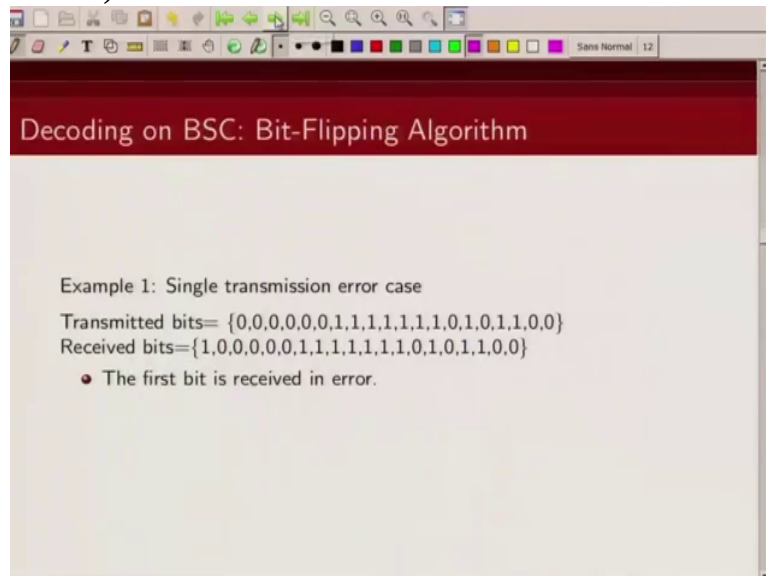 T Sans Normal 12
Decoding on BSC: Bit-Flipping Algorithm
Example 1: Single transmission error case
Transmitted bits= {0,0,0,0,0,0,1,1,1,1,1,1,1,0,1,0,1,1,0,0}
Received bits={1,0,0,0,0,0,1,1,1,1,1,1,1,0,1,0,1,1,0,0}
• The first bit is received in error.